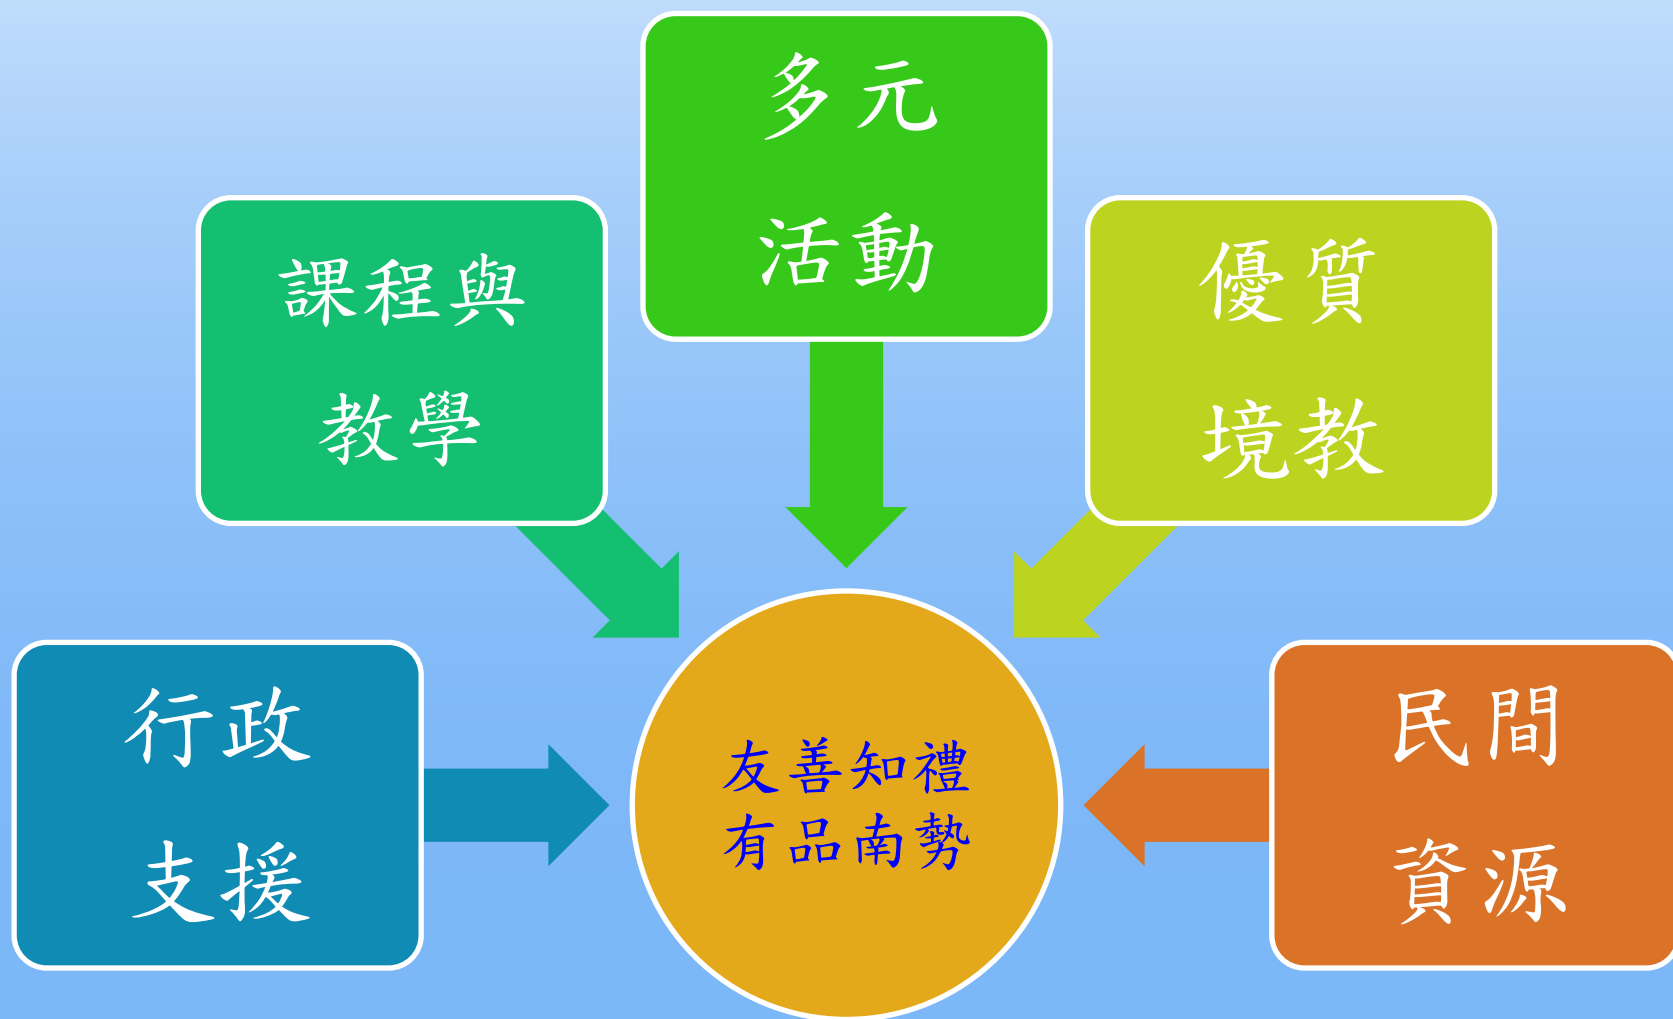 多元
活動
課程與
教學
優質
境教
行政
支援
友善知禮
有品南勢
民間
資源